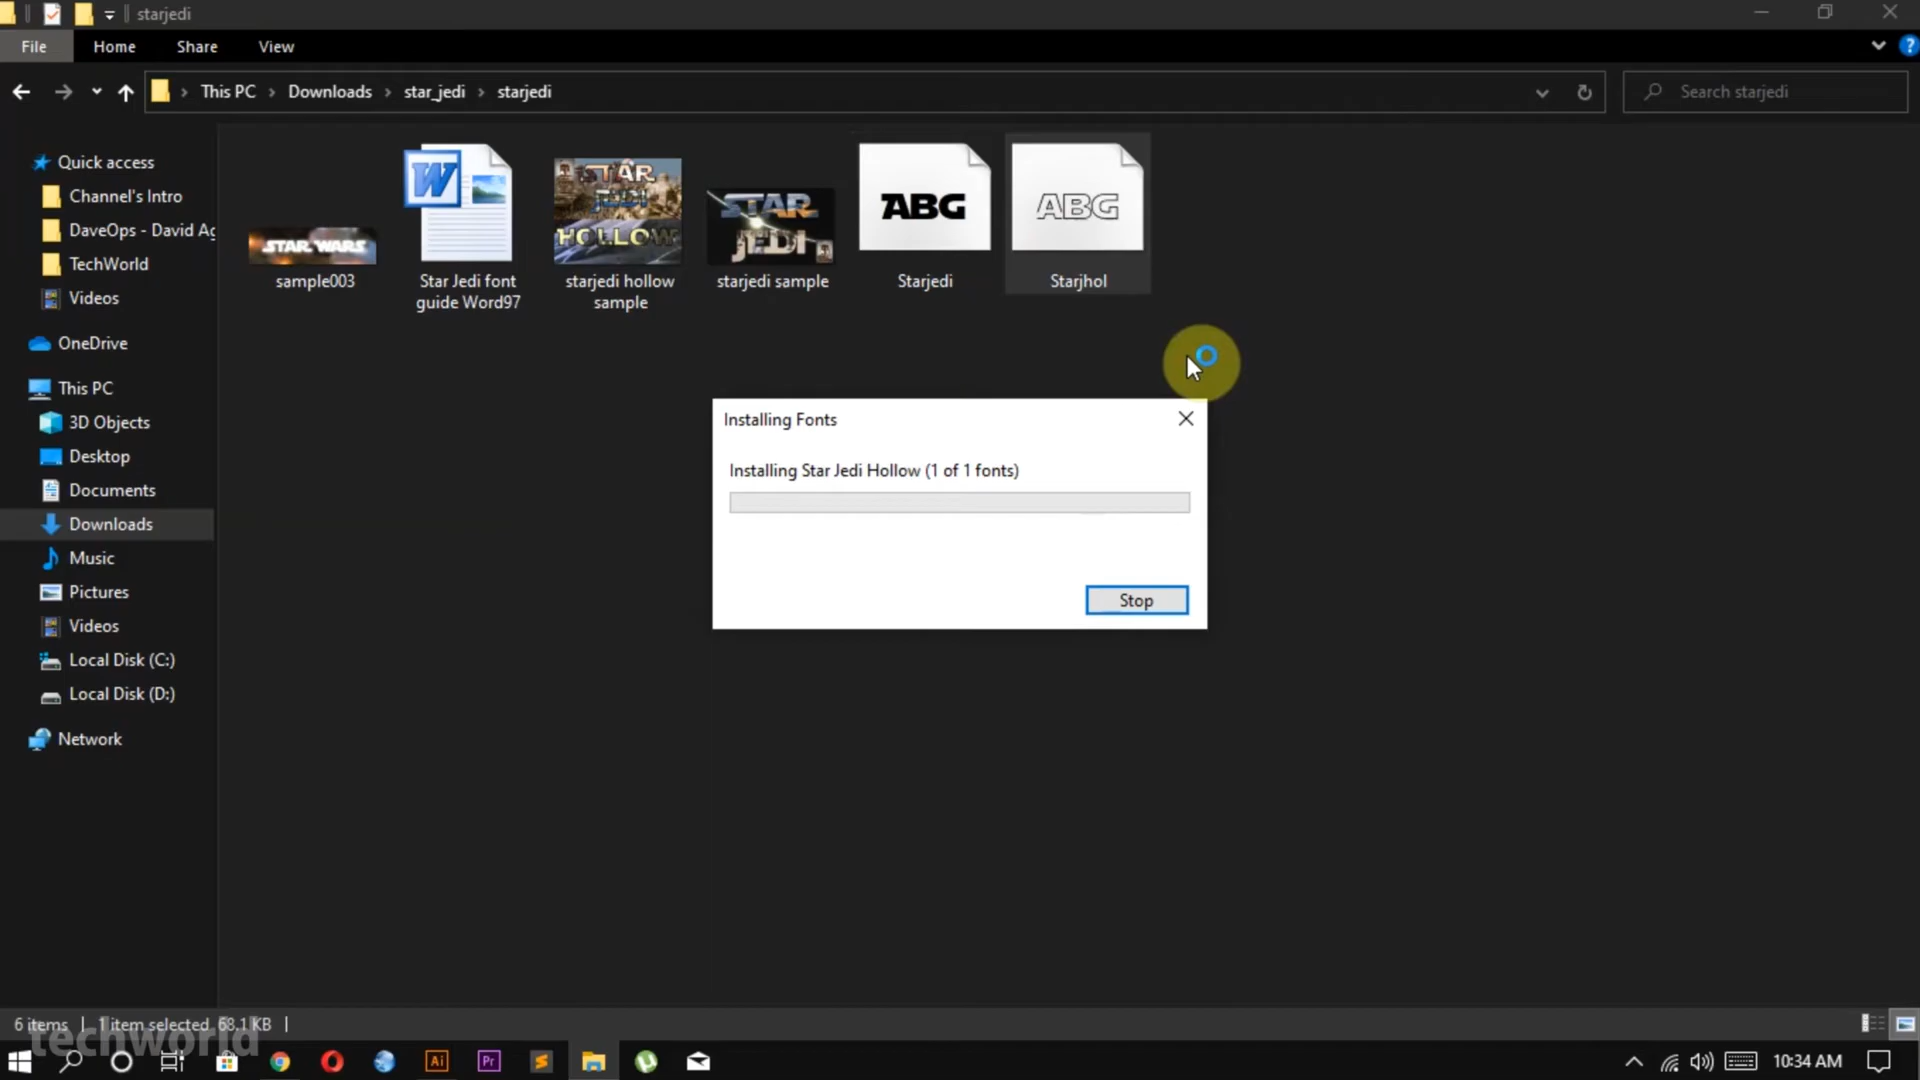 starjedi
File Home Share View
This PC Downloads star_jedi starjedi
Search starjedi
Quick access
Channel's Intro
DaveOps - David Ag
TechWorld
Videos
OneDrive
This PC
3D Objects
Desktop
Documents
Downloads
Music
Pictures
Videos
Local Disk (C:)
Local Disk (D:)
Network
STAR WARS
sample003
W
Star Jedi font
guide Word97
STAR
JEDI
HOLLOW
starjedi hollow
sample
STAR
JEDI
starjedi sample
ABG
Starjedi
ABG
Starjhol
Installing Fonts
Installing Star Jedi Hollow (1 of 1 fonts)
Stop
6 items 1 item selected 68.1 KB
techworld
Ai Pr
10:34 AM